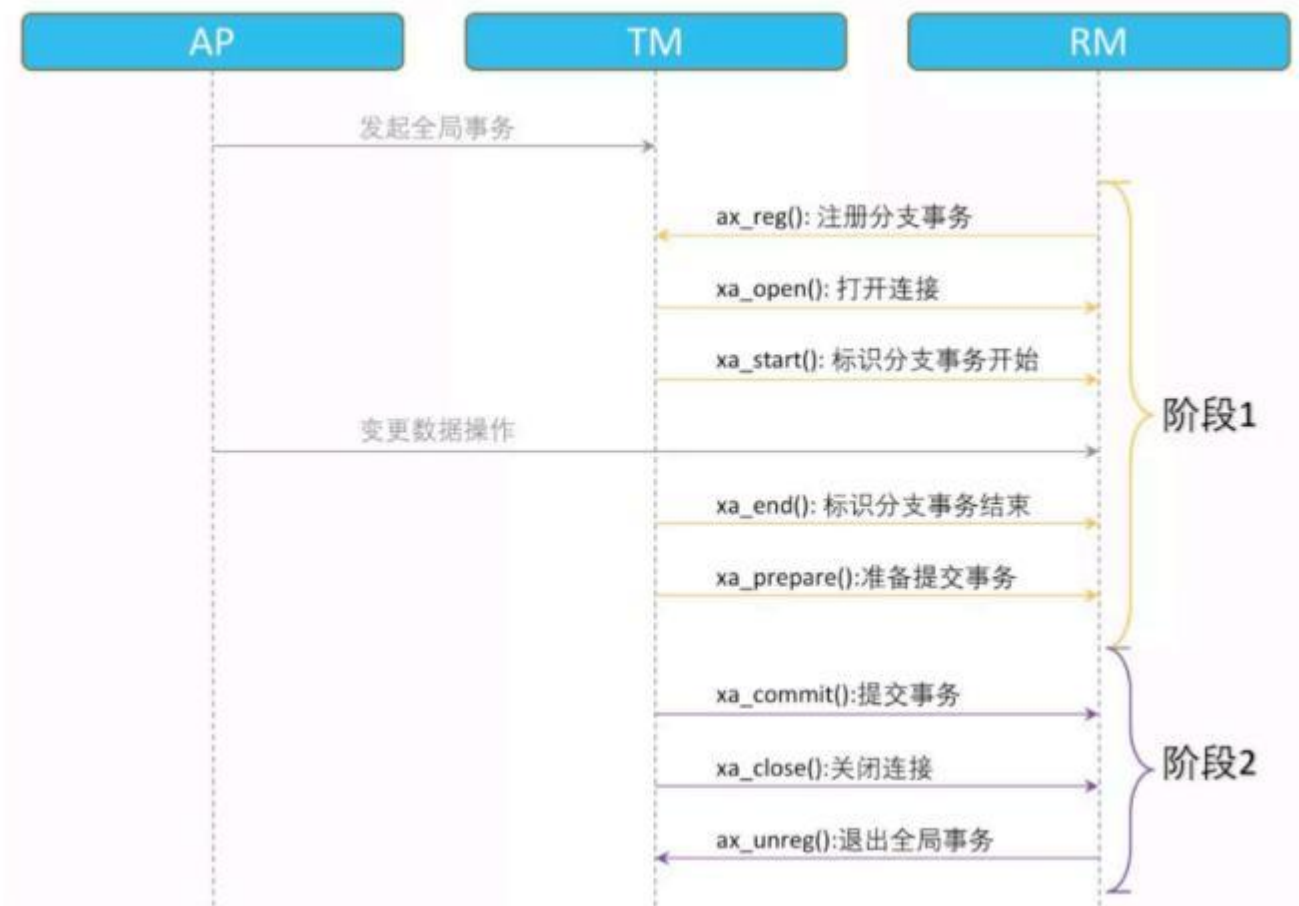 AP
TM
RM
发起全局事务
ax_reg(): 注册分支事务
xa_open(): 打开连接
xa_start(): 标识分支事务开始
阶段1
变更数据操作
xa_end(): 标识分支事务结束
xa_prepare():准备提交事务
xa_commit():提交事务
阶段2
xa_close():关闭连接
ax_unreg():退出全局事务